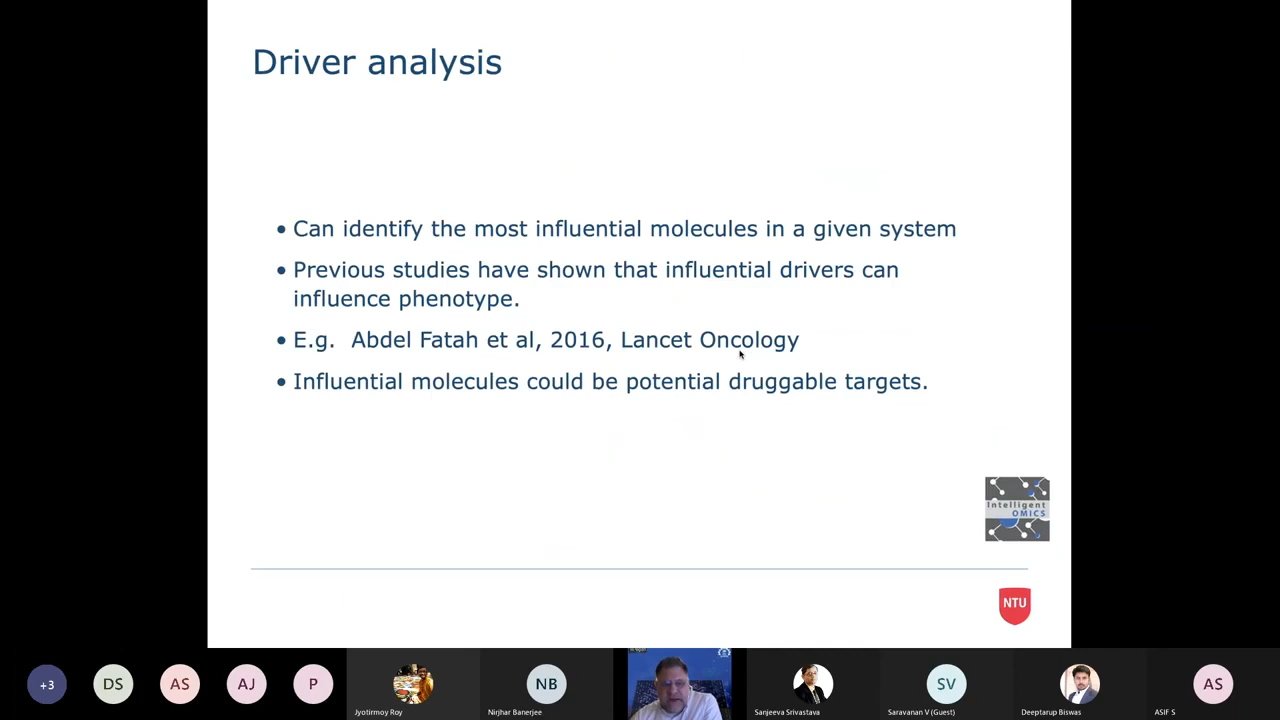 Driver analysis
• Can identify the most influential molecules in a given system
• Previous studies have shown that influential drivers can
influence phenotype.
• E.g. Abdel Fatah et al, 2016, Lancet Oncology
• Influential molecules could be potential druggable targets.
Intelligent
OMICS
NTU
+3
DS
AS
AJ
P
NB
SV
AS
Jyotirmoy Roy
Nirjhar Banerjee
Sanjeeva Srivastava
Saravanan V (Guest)
Deeptarup Biswas
ASIF S